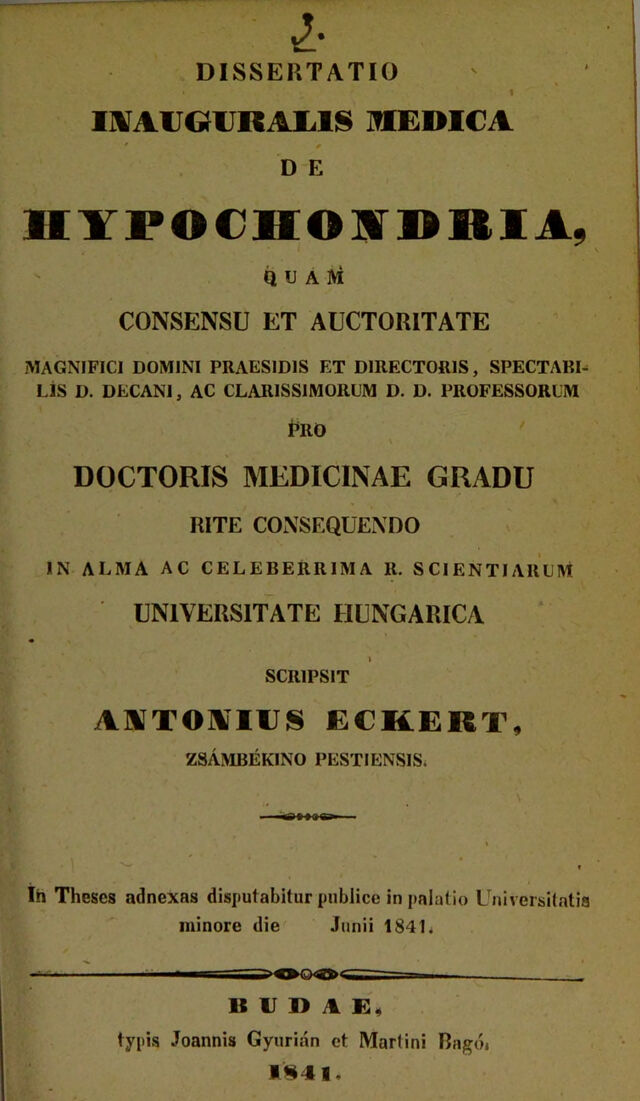 2.
DISSERTATIO
INAUGURALIS MEDICA
DE
HYPOCHONDRIA,
QUAM
CONSENSU ET AUCTORITATE
MAGNIFICI DOMINI PRAESIDIS ET DIRECTORIS, SPECTABI-
LIS D. DECANI, AC CLARISSIMORUM D. D. PROFESSORUM
PRO
DOCTORIS MEDICINAE GRADU
RITE CONSEQUENDO
IN ALMA AC CELEBERRIMA R. SCIENTIARUM
UNIVERSITATE HUNGARICA
SCRIPSIT
ANTONIUS ECKERT,
ZSÁMBÉKINO PESTIENSIS.
In Theses adnexas disputabitur publice in palatio Universitatis
minore die Junii 1841.
BUDAE,
typis Joannis Gyurián et Martini Bagó,
1841.